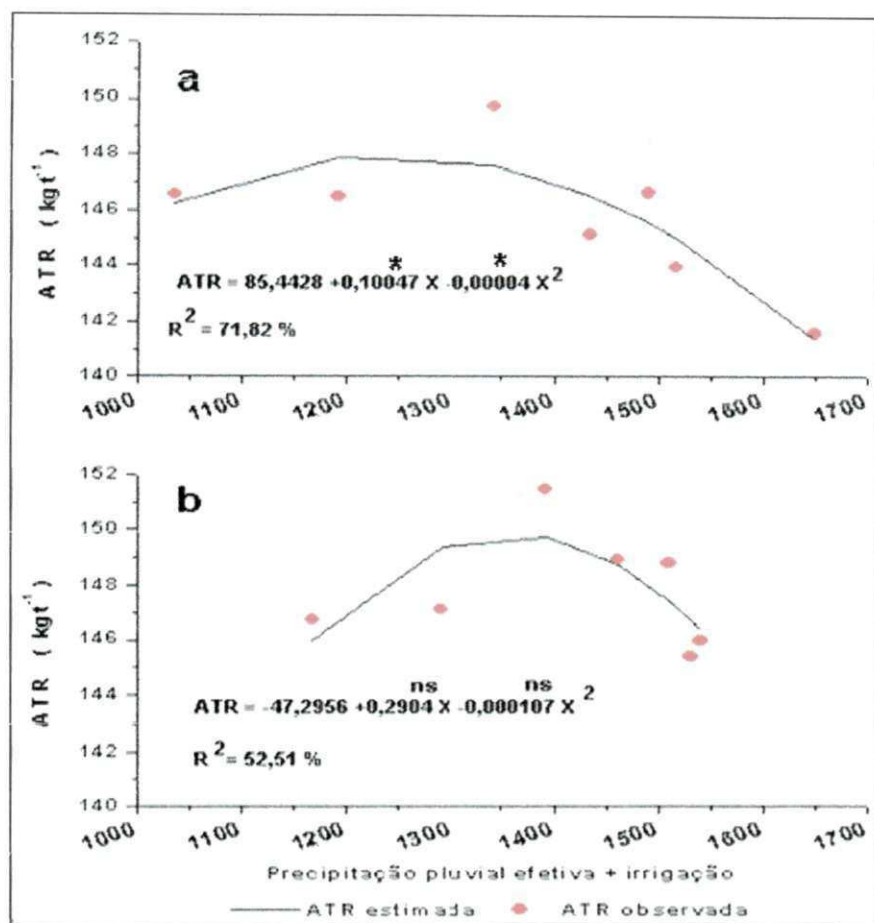 152
a
150
148
146
144
142
140
ATR ( kgt⁻¹ )
* *
ATR = 85,4428 +0,10047 X -0,00004 X²
R² = 71,82 %
1000 1100 1200 1300 1400 1500 1600 1700
152
b
150
148
146
144
142
140
ATR ( kgt⁻¹ )
ns ns
ATR = -47,2956 +0,2904 X -0,000107 X²
R² = 52,51 %
1000 1100 1200 1300 1400 1500 1600 1700
Precipitação pluvial efetiva + irrigação
ATR estimada ATR observada